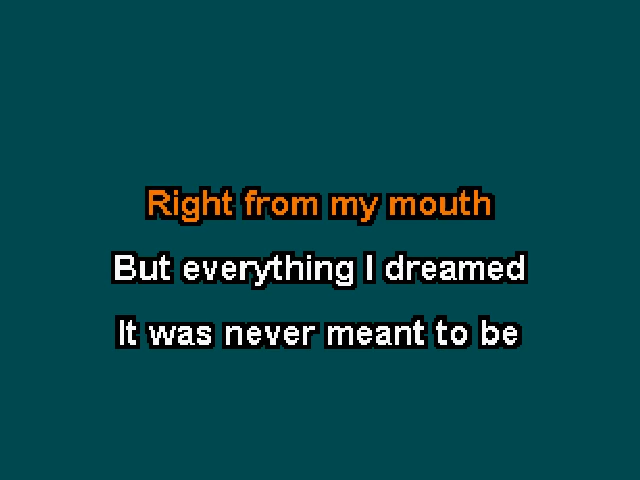 Right from my mouth
But everything I dreamed
It was never meant to be